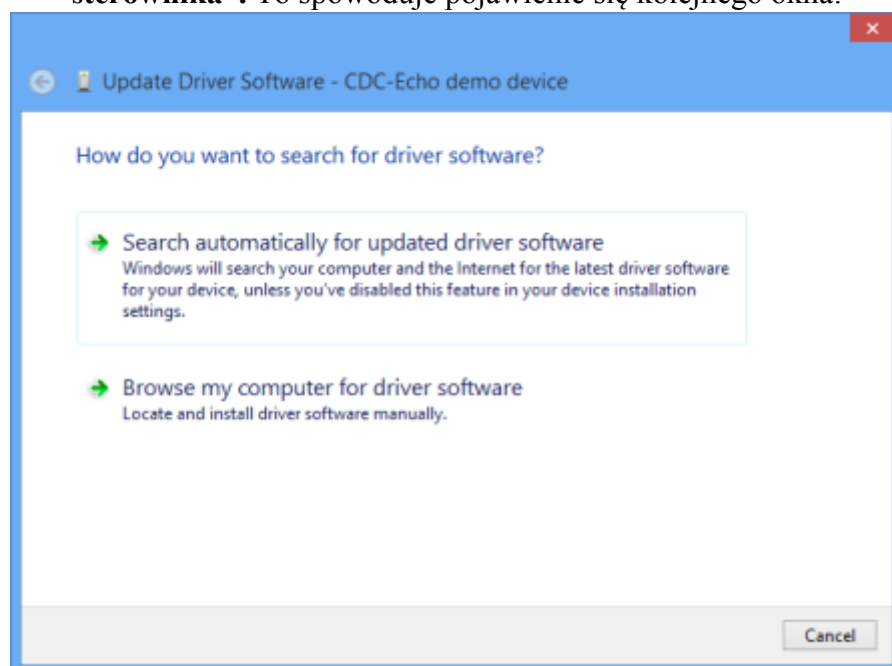 sterownika". To spowoduje pojawienie się kolejnego okna:
Update Driver Software - CDC-Echo demo device
How do you want to search for driver software?
Search automatically for updated driver software
Windows will search your computer and the Internet for the latest driver software
for your device, unless you've disabled this feature in your device installation
settings.
Browse my computer for driver software
Locate and install driver software manually.
Cancel